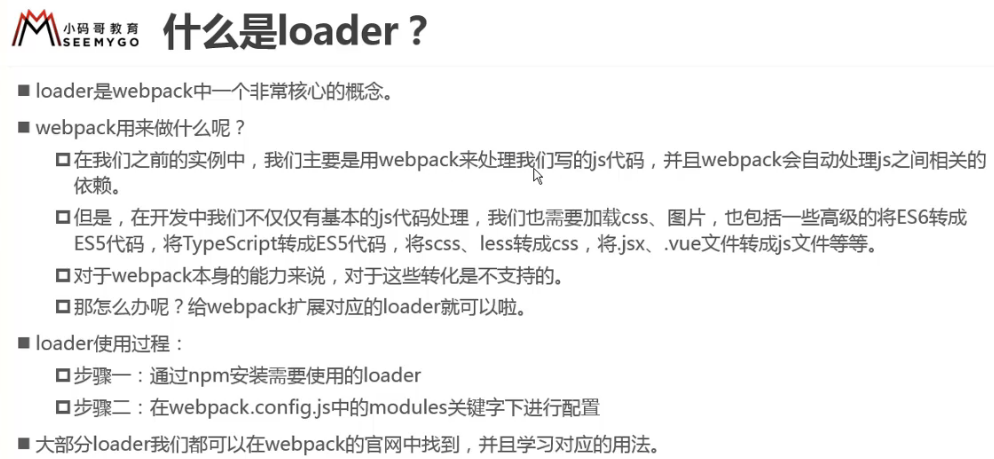 小码哥教育
SEEMYGO
什么是loader？
loader是webpack中一个非常核心的概念。
webpack用来做什么呢？
在我们之前的实例中，我们主要是用webpack来处理我们写的js代码，并且webpack会自动处理js之间相关的
依赖。
但是，在开发中我们不仅仅有基本的js代码处理，我们也需要加载css、图片，也包括一些高级的将ES6转成
ES5代码，将TypeScript转成ES5代码，将scss、less转成css，将.jsx、.vue文件转成js文件等等。
对于webpack本身的能力来说，对于这些转化是不支持的。
那怎么办呢？给webpack扩展对应的loader就可以啦。
loader使用过程：
步骤一：通过npm安装需要使用的loader
步骤二：在webpack.config.js中的modules关键字下进行配置
大部分loader我们都可以在webpack的官网中找到，并且学习对应的用法。